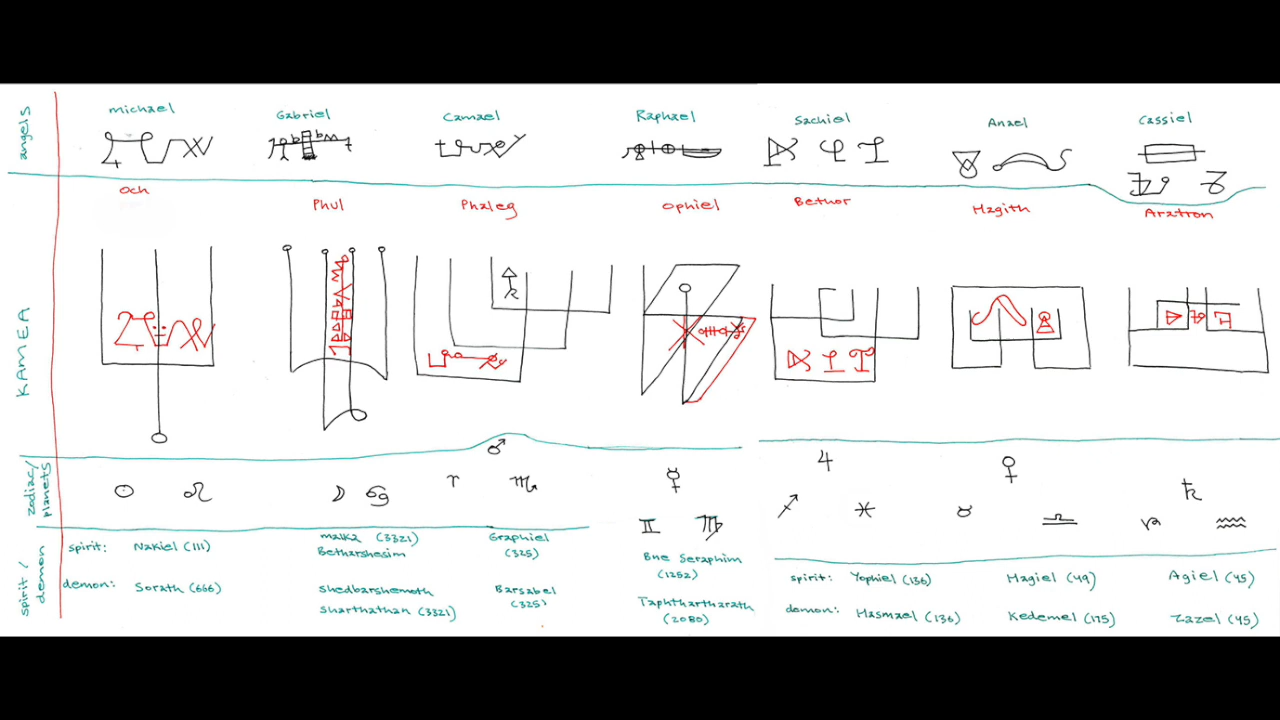 angels
Michael
Gabriel
Camael
Raphael
Sachiel
Anael
Cassiel
KAMEA
Och
Phul
Phaleg
Ophiel
Bethor
Hagith
Aratron
zodiac/
planets
☉ ♌
☽ ♋
♂
♈ ♏
☿
♊ ♍
♃
♐ ♓
♀
♉ ♎
♄
♑ ♒
spirit/
demon
spirit:
Nakiel (111)
malka (3321)
Betharshesim
Graphiel
(325)
Bne Seraphim
(1252)
spirit:
Yophiel (136)
Hagiel (49)
Agiel (45)
demon:
Sorath (666)
shedbarshemoth
sharthathan (3321)
Barsabel
(325)
Taphthartharath
(2080)
demon:
Hasmael (136)
Kedemel (175)
Zazel (45)